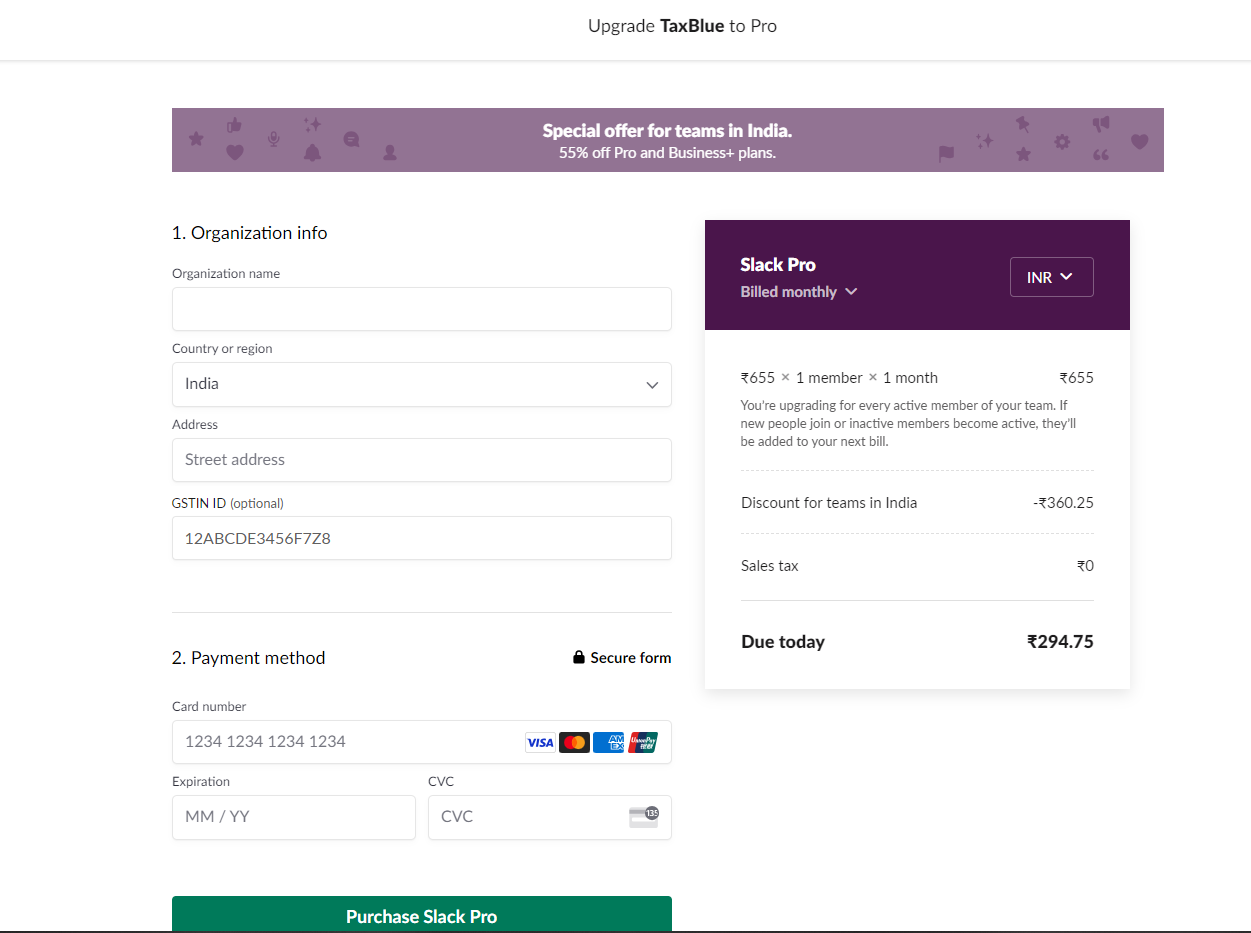 Upgrade TaxBlue to Pro
Special offer for teams in India.
55% off Pro and Business+ plans.
1. Organization info
Organization name
Country or region
India
Address
Street address
GSTIN ID (optional)
12ABCDE3456F7Z8
2. Payment method
Secure form
Card number
1234 1234 1234 1234
VISA
AM
EX
UnionPay
Expiration
CVC
MM / YY
CVC
135
Purchase Slack Pro
Slack Pro
Billed monthly
INR
₹655 × 1 member × 1 month ₹655
You're upgrading for every active member of your team. If
new people join or inactive members become active, they'll
be added to your next bill.
Discount for teams in India -₹360.25
Sales tax ₹0
Due today ₹294.75